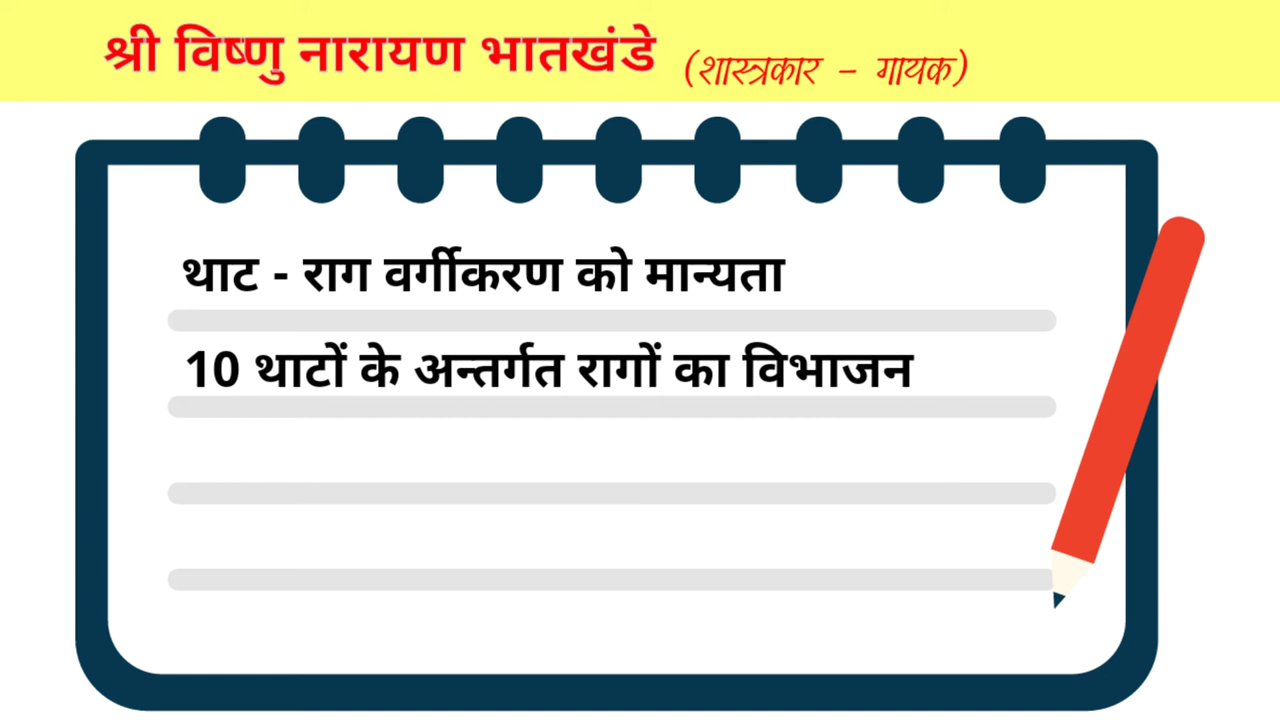 श्री विष्णु नारायण भातखंडे (शास्त्रकार - गायक)
थाट - राग वर्गीकरण को मान्यता
10 थाटों के अन्तर्गत रागों का विभाजन